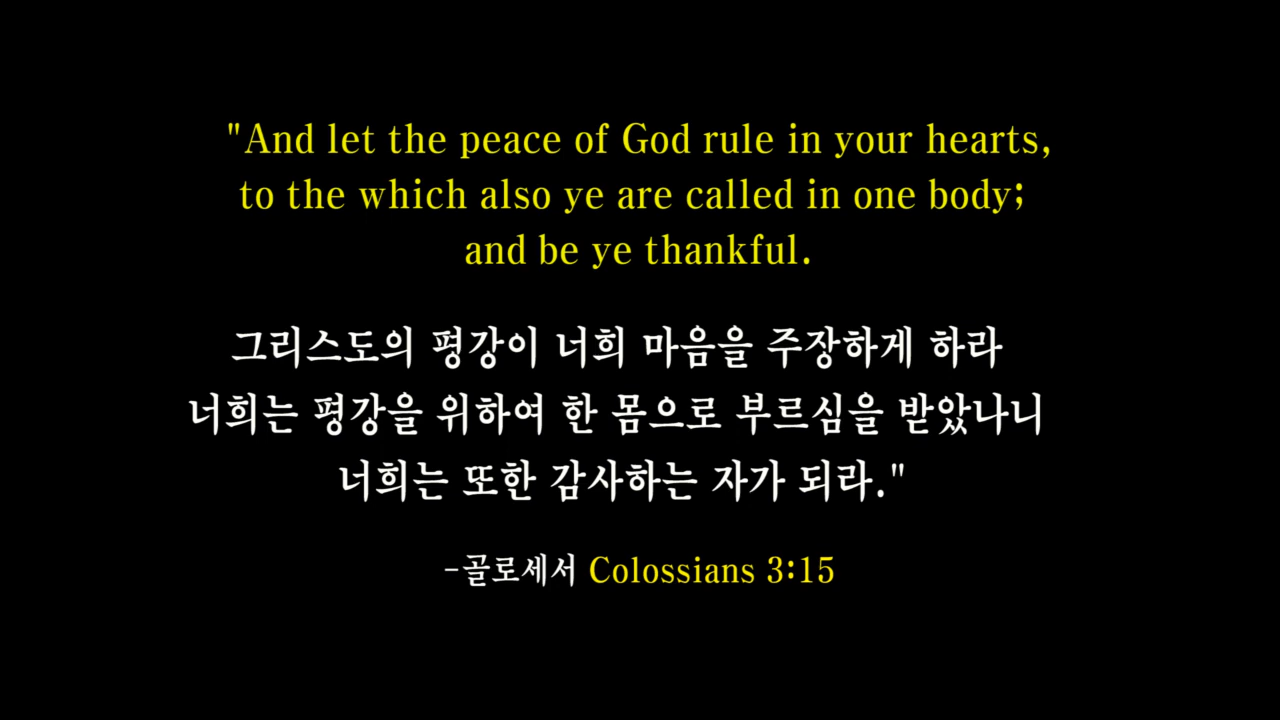 "And let the peace of God rule in your hearts,
to the which also ye are called in one body;
and be ye thankful.
그리스도의 평강이 너희 마음을 주장하게 하라
너희는 평강을 위하여 한 몸으로 부르심을 받았나니
너희는 또한 감사하는 자가 되라."
-골로세서 Colossians 3:15